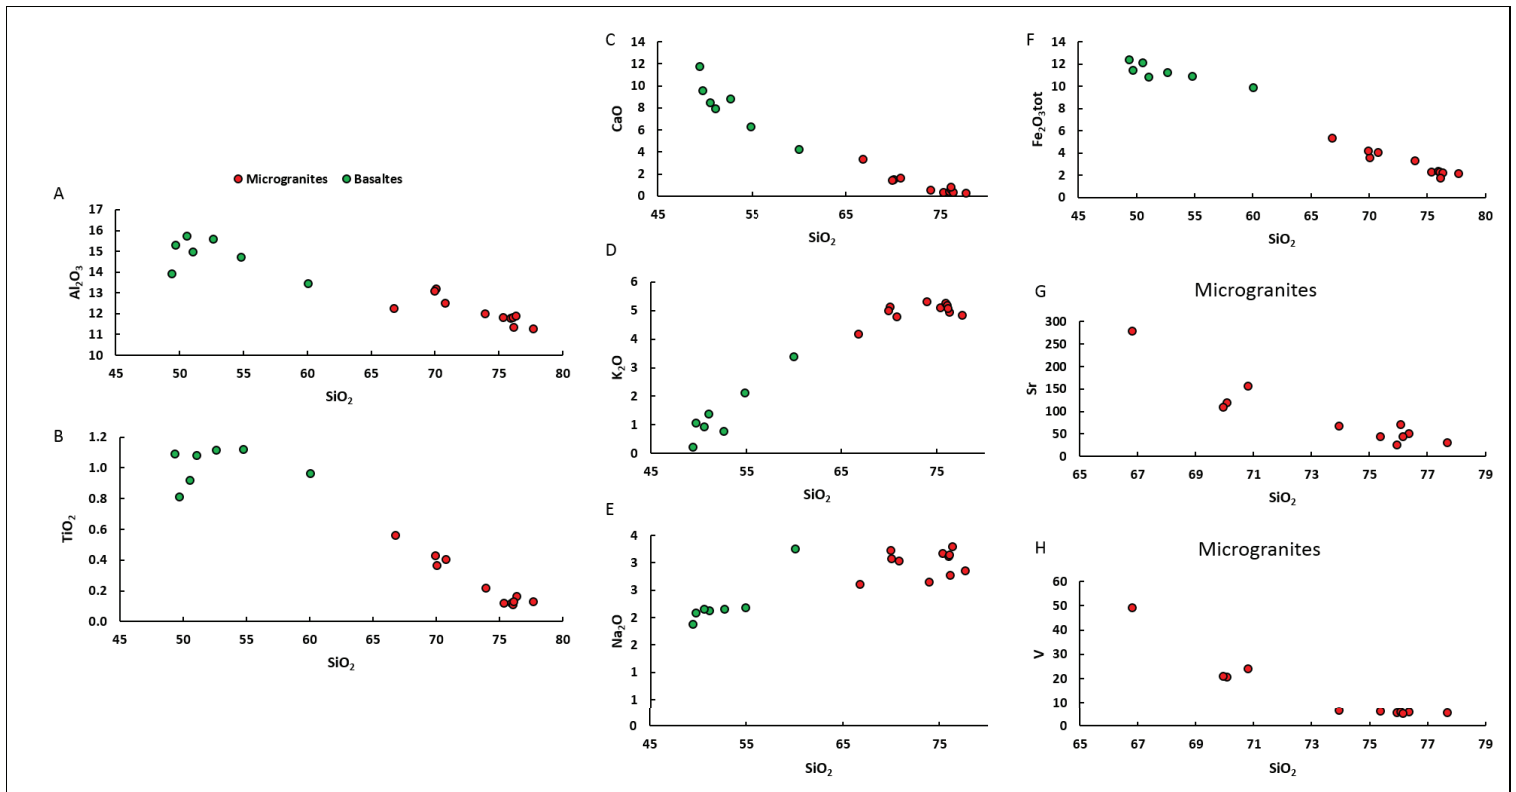 Microgranites Basaltes
A
17
16
15
14
13
12
11
10
Al₂O₃
45 50 55 60 65 70 75 80
SiO₂
B
1.2
1.0
0.8
0.6
0.4
0.2
0.0
TiO₂
45 50 55 60 65 70 75 80
SiO₂
C
14
12
10
8
6
4
2
0
CaO
45 55 65 75
SiO₂
D
6
5
4
3
2
1
0
K₂O
45 55 65 75
SiO₂
E
4
3
3
2
2
1
1
0
Na₂O
45 55 65 75
SiO₂
F
14
12
10
8
6
4
2
0
Fe₂O₃tot
45 50 55 60 65 70 75 80
SiO₂
G
Microgranites
300
250
200
150
100
50
0
Sr
65 67 69 71 73 75 77 79
SiO₂
H
Microgranites
60
50
40
30
20
10
0
V
65 67 69 71 73 75 77 79
SiO₂